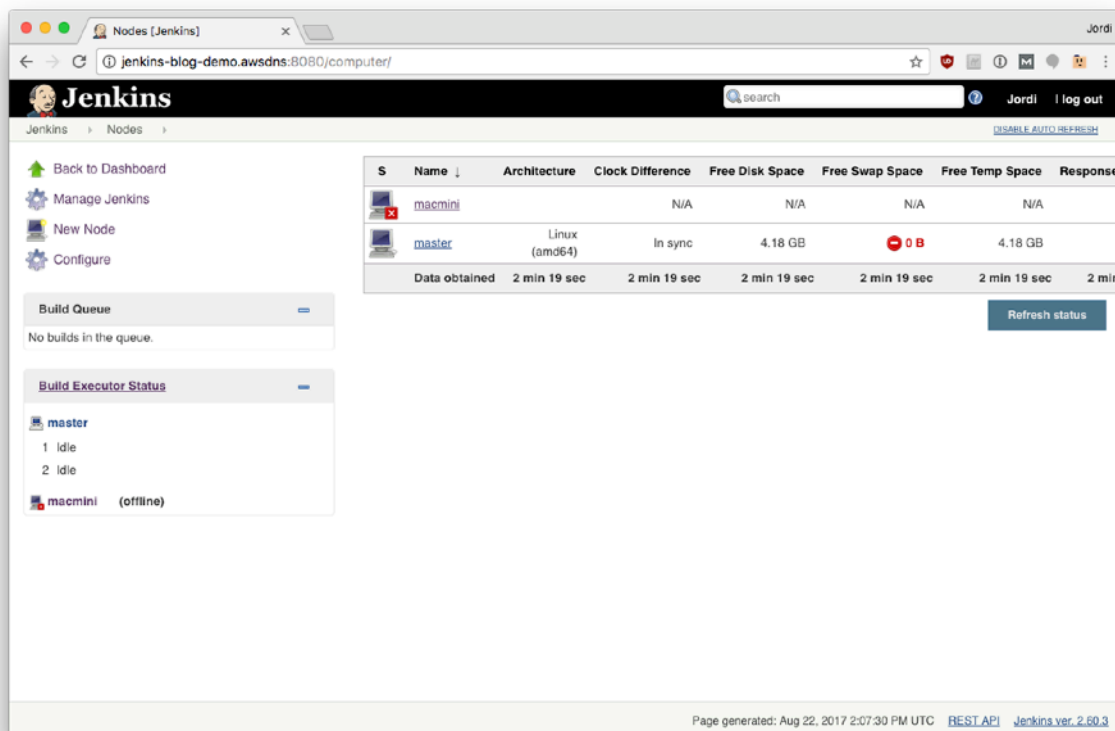 Nodes [Jenkins]
Jordi
jenkins-blog-demo.awsdns:8080/computer/
Jenkins
search
Jordi
| log out
Jenkins
Nodes
DISABLE AUTO REFRESH
Back to Dashboard
Manage Jenkins
New Node
Configure
Build Queue
No builds in the queue.
Build Executor Status
master
1 Idle
2 Idle
macmini (offline)
S Name ↓ Architecture Clock Difference Free Disk Space Free Swap Space Free Temp Space Response
macmini N/A N/A N/A N/A
master Linux (amd64) In sync 4.18 GB 0 B 4.18 GB
Data obtained 2 min 19 sec 2 min 19 sec 2 min 19 sec 2 min 19 sec 2 min 19 sec 2 min
Refresh status
Page generated: Aug 22, 2017 2:07:30 PM UTC REST API Jenkins ver. 2.60.3